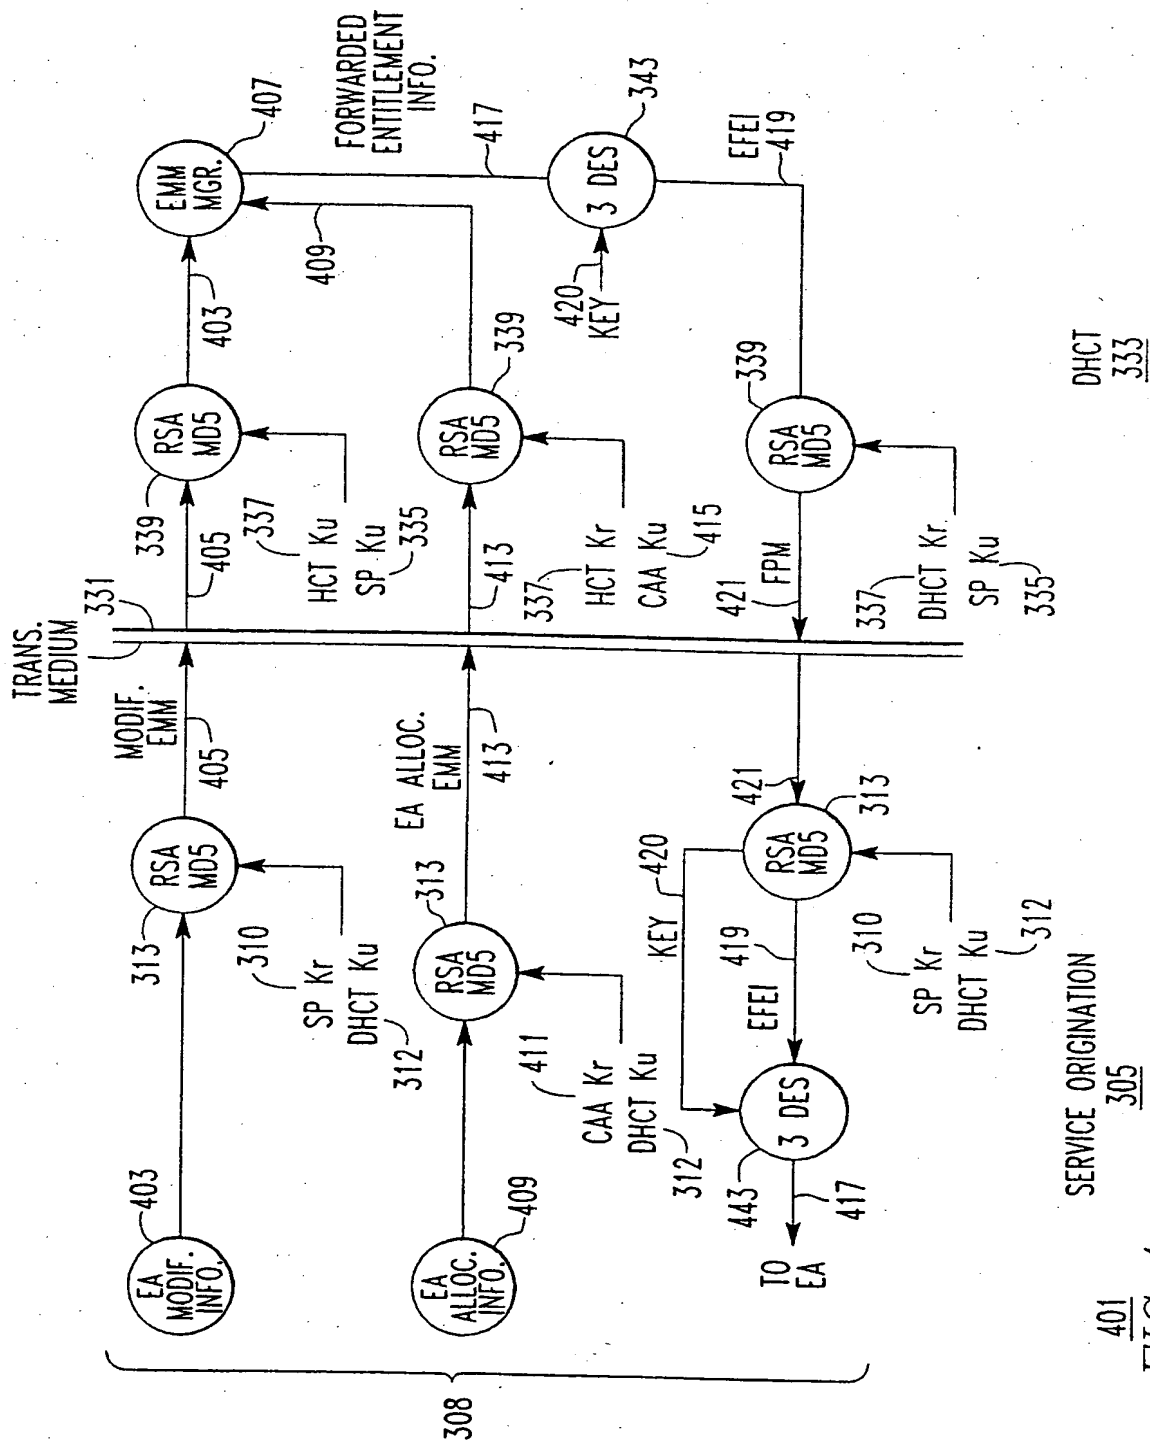 308
EA
MODIF.
INFO.
403
313
RSA
MD5
310
SP Kr
DHCT Ku
312
MODIF.
EMM
405
TRANS.
MEDIUM
331
405
339
RSA
MD5
337
HCT Ku
SP Ku
335
403
EMM
MGR.
407
409
EA
ALLOC.
INFO.
409
313
RSA
MD5
411
CAA Kr
DHCT Ku
312
EA ALLOC.
EMM
413
413
RSA
MD5
339
337
HCT Kr
CAA Ku
415
FORWARDED
ENTITLEMENT
INFO.
417
420
KEY
3 DES
343
TO
EA
417
443
3 DES
KEY
420
EFEI
419
RSA
MD5
313
310
SP Kr
DHCT Ku
312
421
421
FPM
RSA
MD5
339
337
DHCT Kr
SP Ku
335
EFEI
419
SERVICE ORIGINATION
305
DHCT
333
401
FIG.